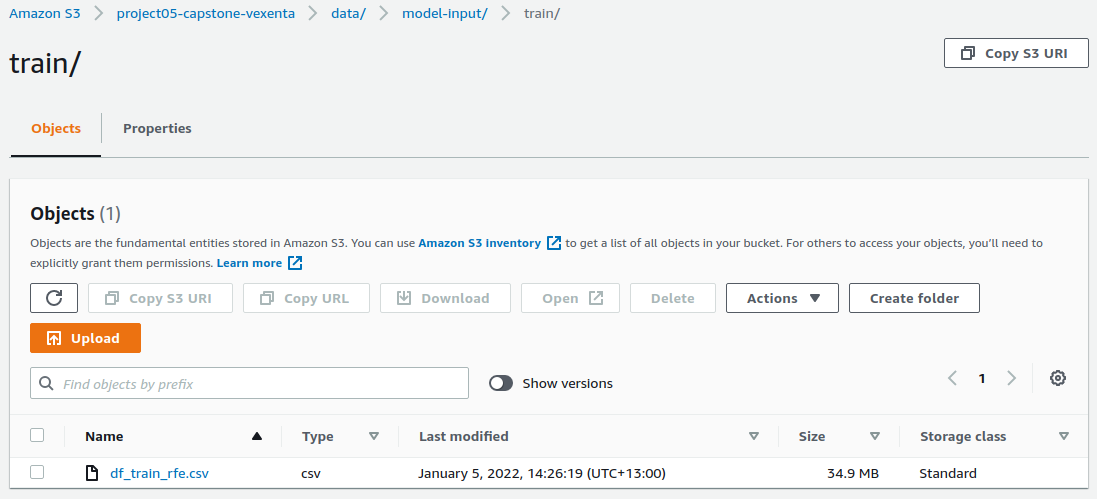 Amazon S3 > project05-capstone-vexenta > data/ > model-input/ > train/
train/
Copy S3 URI
Objects
Properties
Objects (1)
Objects are the fundamental entities stored in Amazon S3. You can use Amazon S3 inventory to get a list of all objects in your bucket. For others to access your objects, you'll need to
explicitly grant them permissions. Learn more
Copy S3 URI Copy URL Download Open Delete Actions Create folder
Upload
Find objects by prefix Show versions 1
Name Type Last modified Size Storage class
df_train_rfe.csv csv January 5, 2022, 14:26:19 (UTC+13:00) 34.9 MB Standard